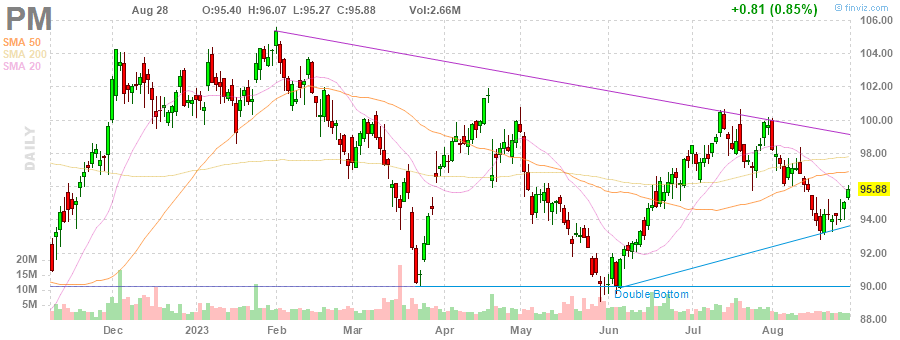 PM Aug 28 O:95.40 H:96.07 L:95.27 C:95.88 Vol:2.66M +0.81 (0.85%) © finviz.com
SMA 50
SMA 200
SMA 20
DAILY
106.00
104.00
102.00
100.00
98.00
95.88
94.00
92.00
90.00
88.00
20M
15M
10M
5M
Double Bottom
Dec 2023 Feb Mar Apr May Jun Jul Aug